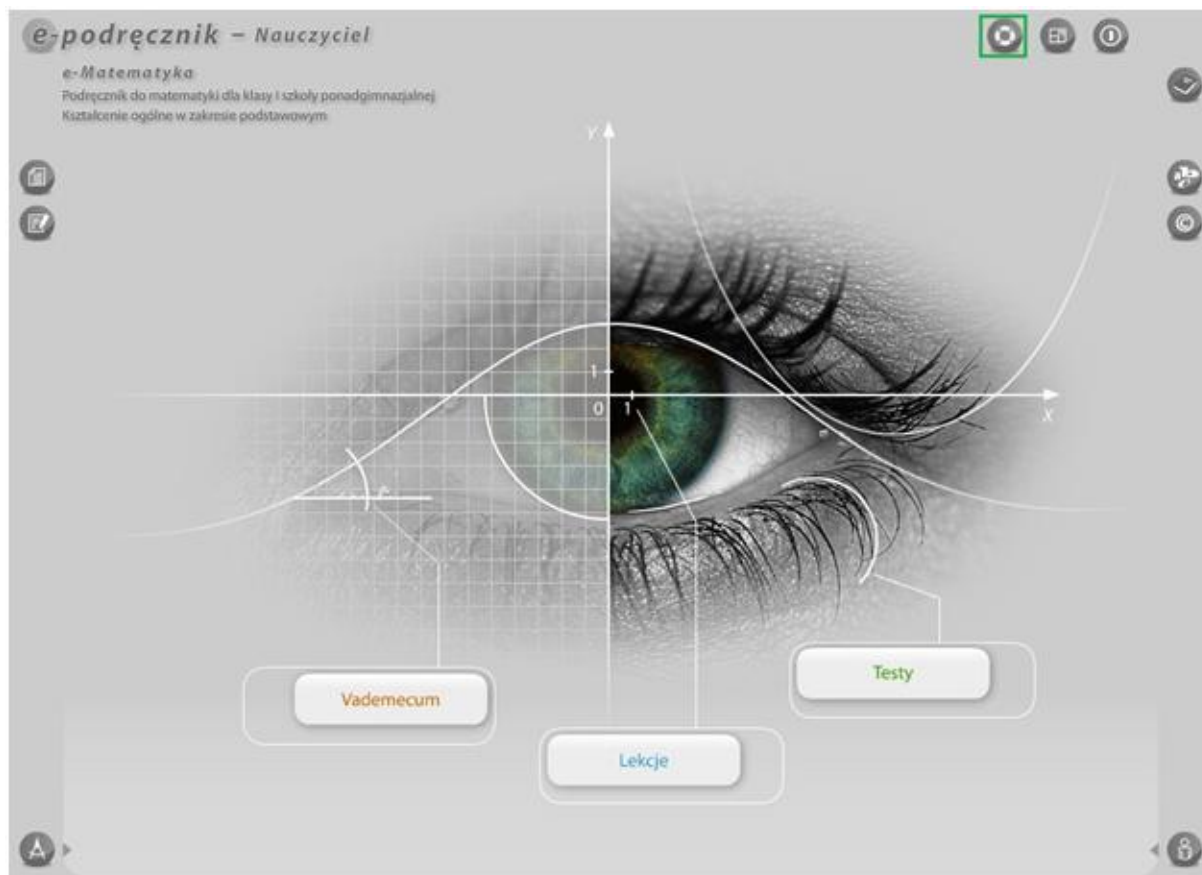 e-podręcznik – Nauczyciel
e-Matematyka
Podręcznik do matematyki dla klasy I szkoły ponadgimnazjalnej
Kształcenie ogólne w zakresie podstawowym
Y
1
0 1
X
Testy
Vademecum
Lekcje